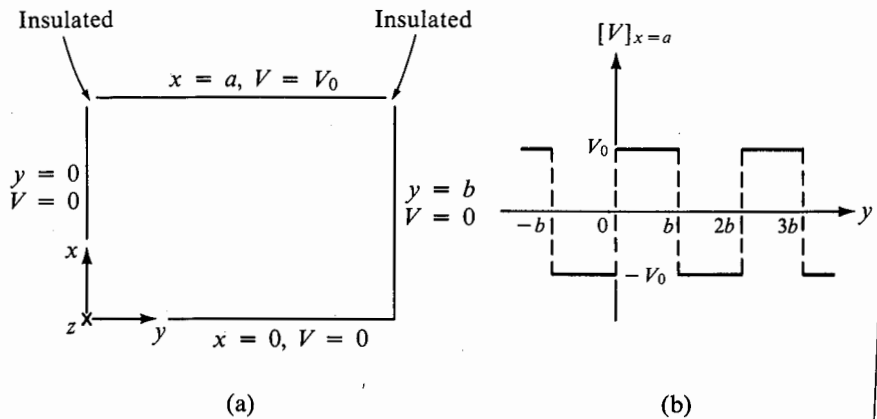 Insulated
Insulated
x = a, V = V₀
y = 0
V = 0
y = b
V = 0
x
z
y
x = 0, V = 0
(a)
[V]ₓ₌ₐ
V₀
−b
0
b
2b
3b
y
− V₀
(b)